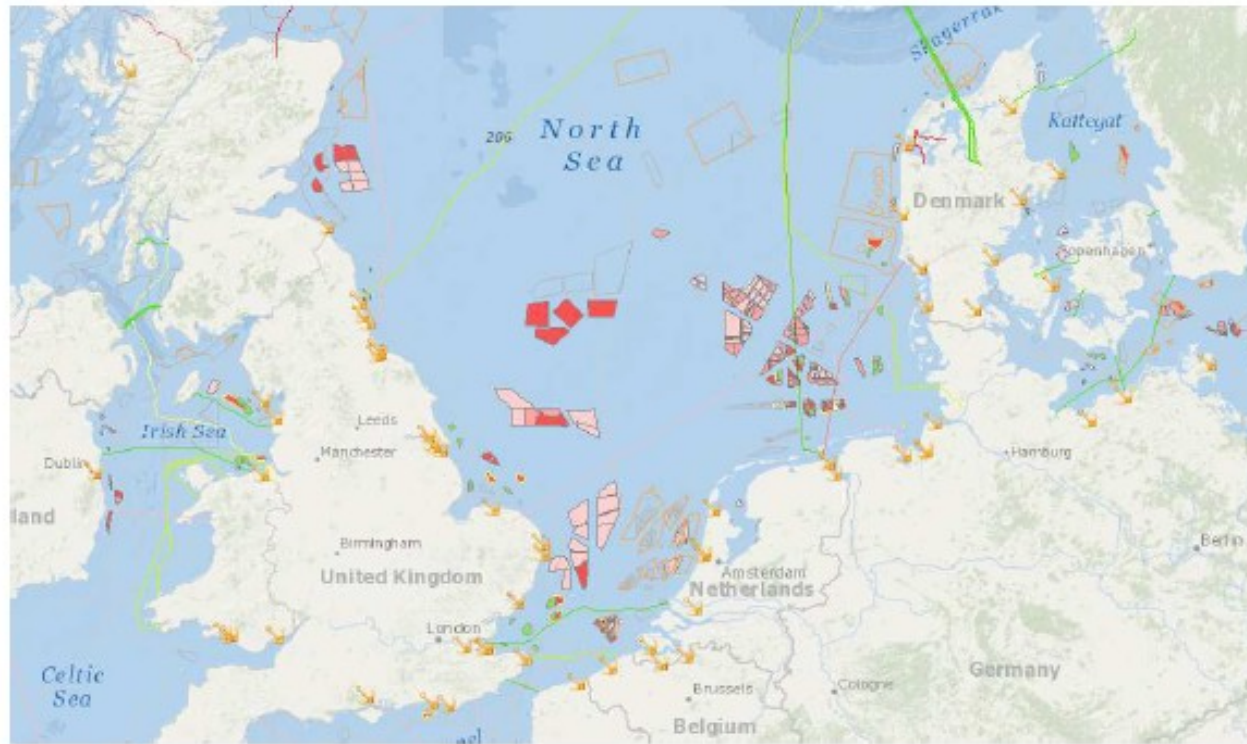 Skagerrak
North
Sea
206
Kattegat
Denmark
Irish Sea
Leeds
Manchester
Dublin
land
Hamburg
Birmingham
United Kingdom
Berlin
Amsterdam
Netherlands
London
Celtic
Sea
Germany
Cologne
Brussels
Belgium